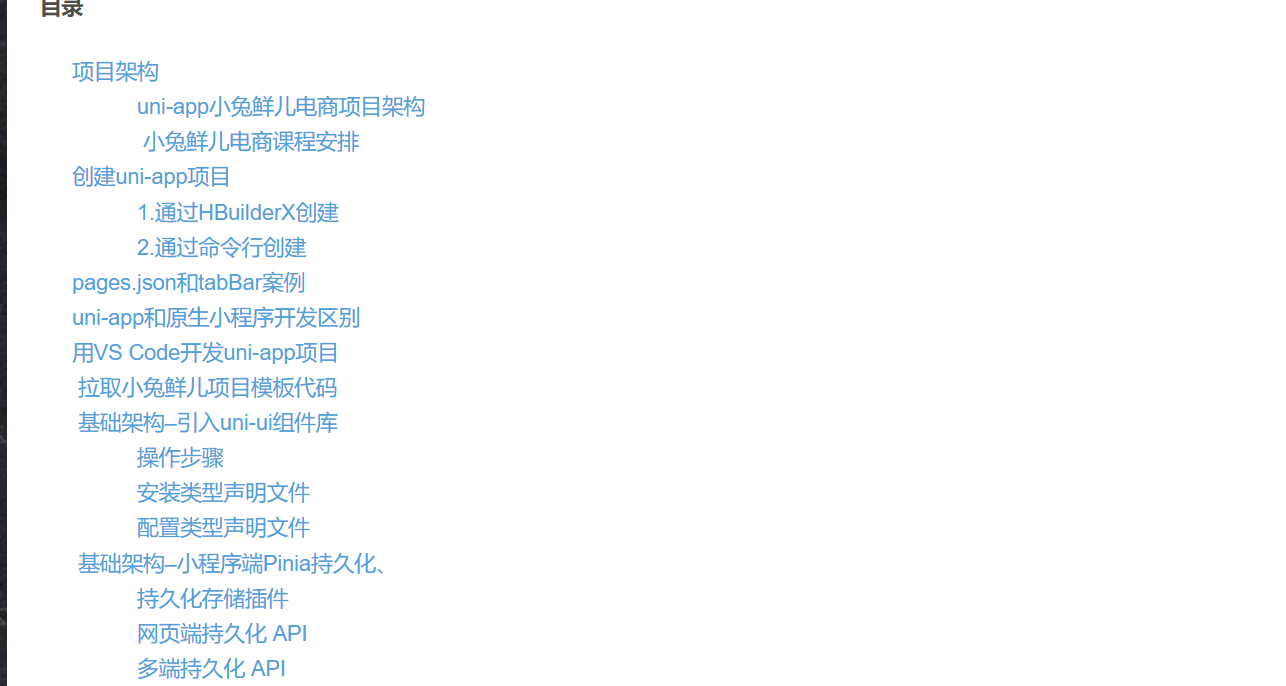 目录
项目架构
uni-app小兔鲜儿电商项目架构
小兔鲜儿电商课程安排
创建uni-app项目
1.通过HBuilderX创建
2.通过命令行创建
pages.json和tabBar案例
uni-app和原生小程序开发区别
用VS Code开发uni-app项目
拉取小兔鲜儿项目模板代码
基础架构–引入uni-ui组件库
操作步骤
安装类型声明文件
配置类型声明文件
基础架构–小程序端Pinia持久化、
持久化存储插件
网页端持久化 API
多端持久化 API